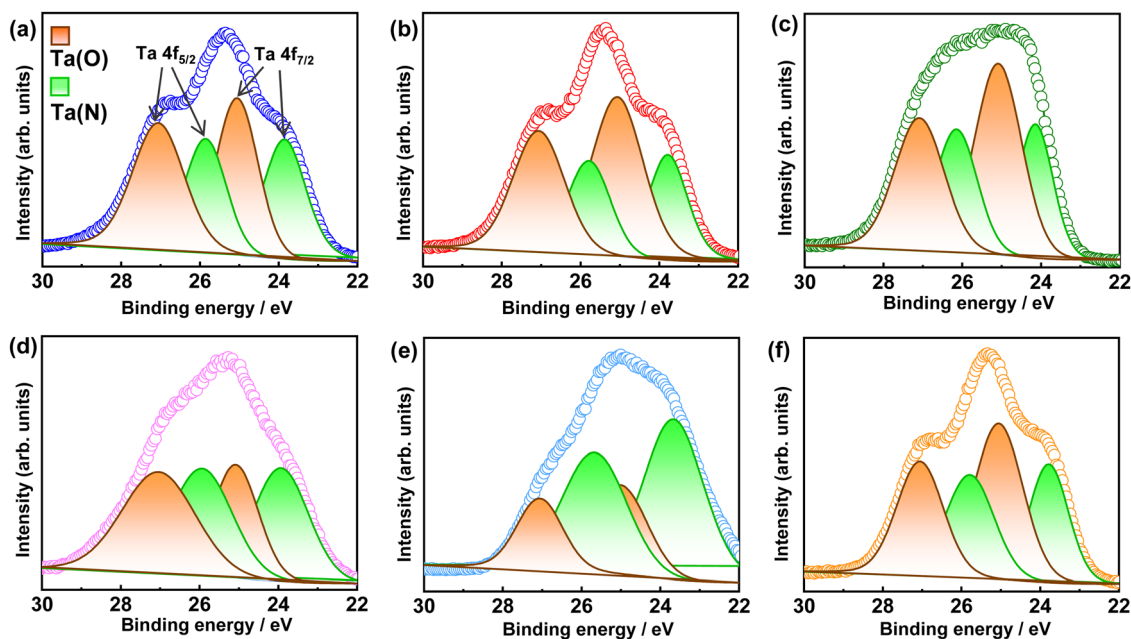 (a)
Ta(O)
Ta(N)
Ta 4f5/2
Ta 4f7/2
Intensity (arb. units)
30 28 26 24 22
Binding energy / eV
(b)
Intensity (arb. units)
30 28 26 24 22
Binding energy / eV
(c)
Intensity (arb. units)
30 28 26 24 22
Binding energy / eV
(d)
Intensity (arb. units)
30 28 26 24 22
Binding energy / eV
(e)
Intensity (arb. units)
30 28 26 24 22
Binding energy / eV
(f)
Intensity (arb. units)
30 28 26 24 22
Binding energy / eV